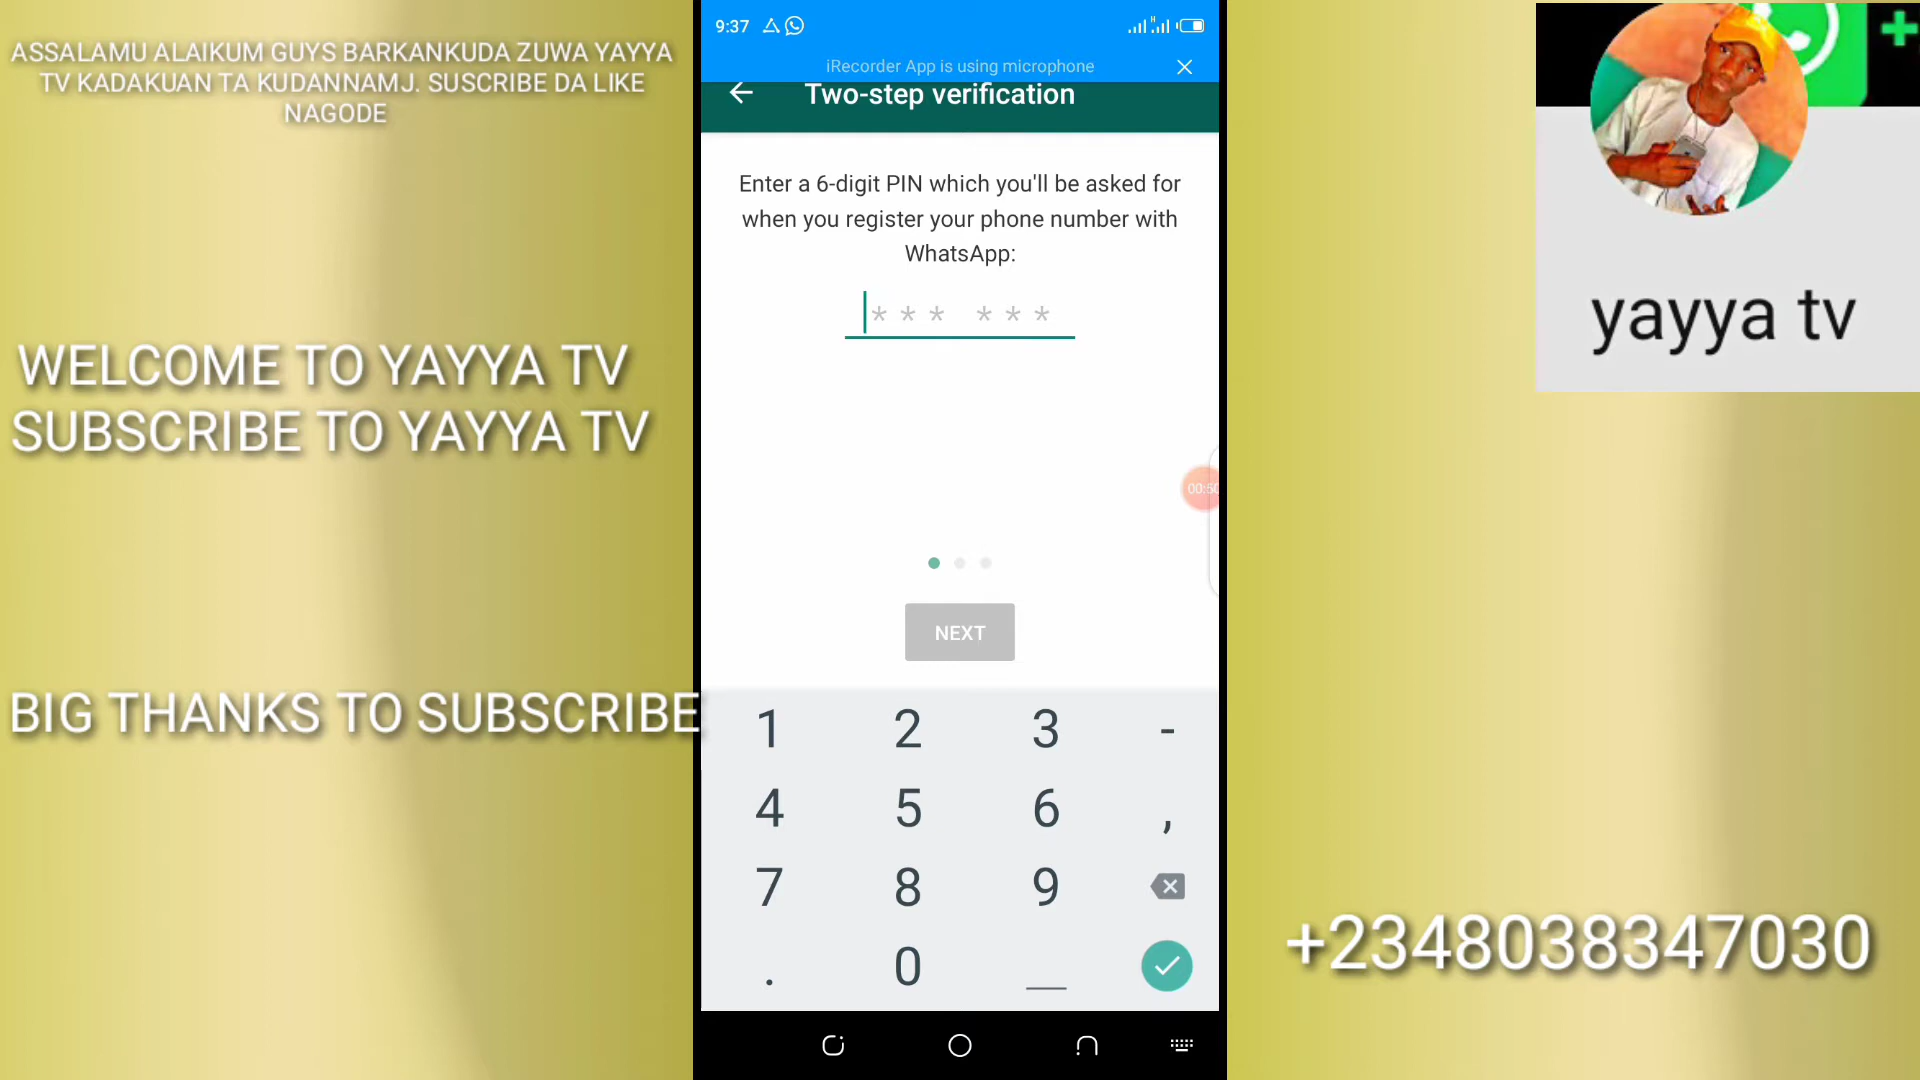 ASSALAMU ALAIKUM GUYS BARKANKUDA ZUWA YAYYA
TV KADAKUAN TA KUDANNAMJ. SUSCRIBE DA LIKE
NAGODE
WELCOME TO YAYYA TV
SUBSCRIBE TO YAYYA TV
BIG THANKS TO SUBSCRIBE
9:37
H
iRecorder App is using microphone
Two-step verification
Enter a 6-digit PIN which you'll be asked for
when you register your phone number with
WhatsApp:
*** ***
00:50
NEXT
1 2 3 -
4 5 6 ,
7 8 9
. 0
yayya tv
+2348038347030